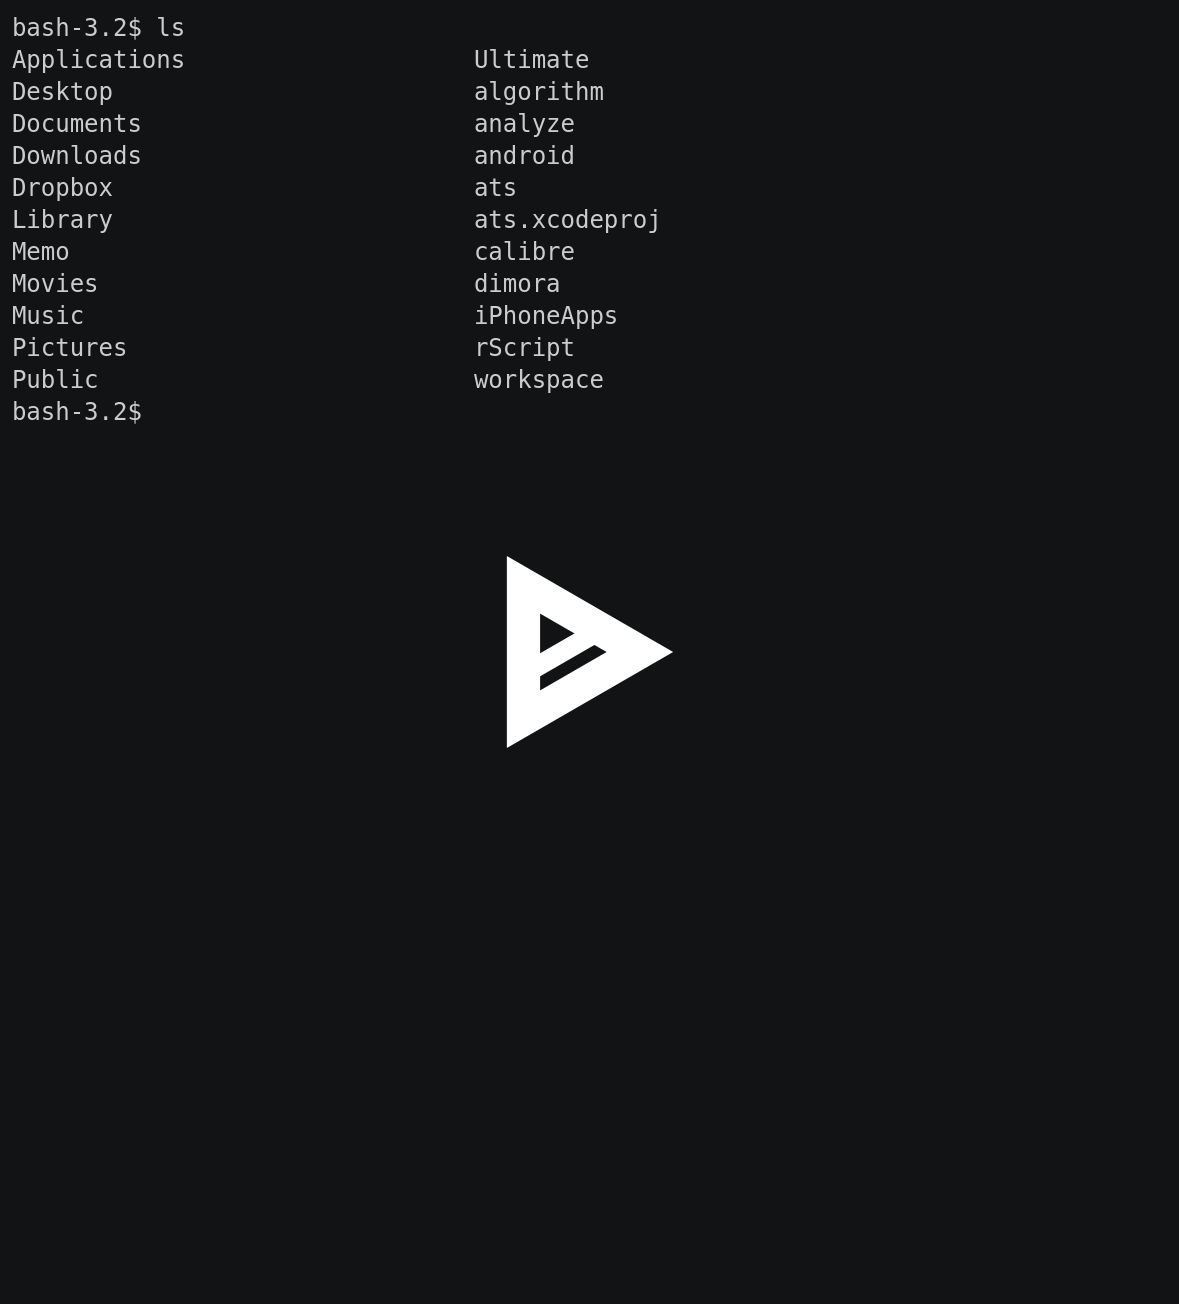 bash-3.2$ ls
Applications Ultimate
Desktop algorithm
Documents analyze
Downloads android
Dropbox ats
Library ats.xcodeproj
Memo calibre
Movies dimora
Music iPhoneApps
Pictures rScript
Public workspace
bash-3.2$